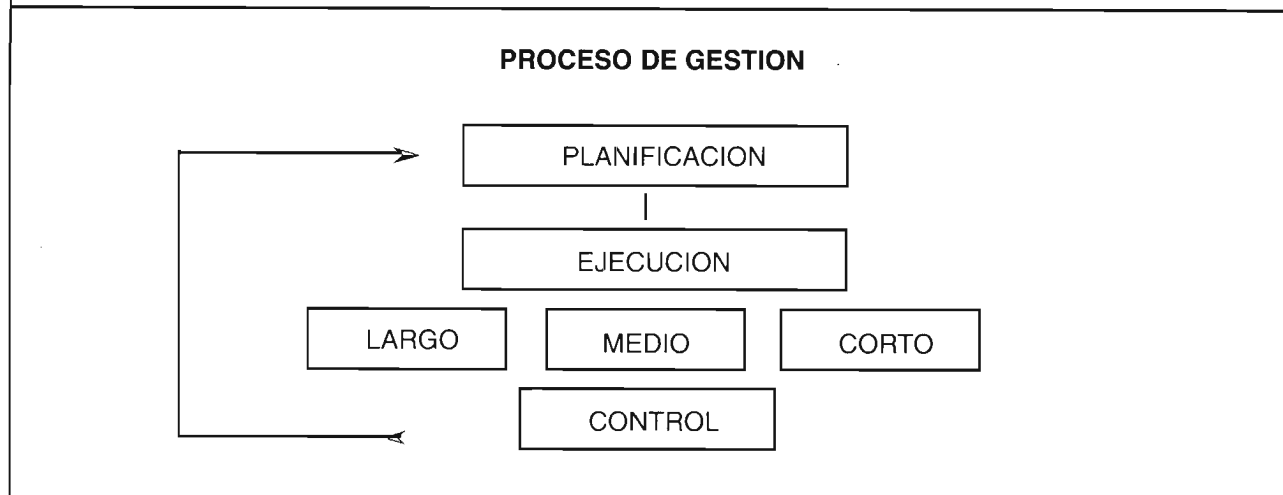 PROCESO DE GESTION
PLANIFICACION
EJECUCION
LARGO MEDIO CORTO
CONTROL